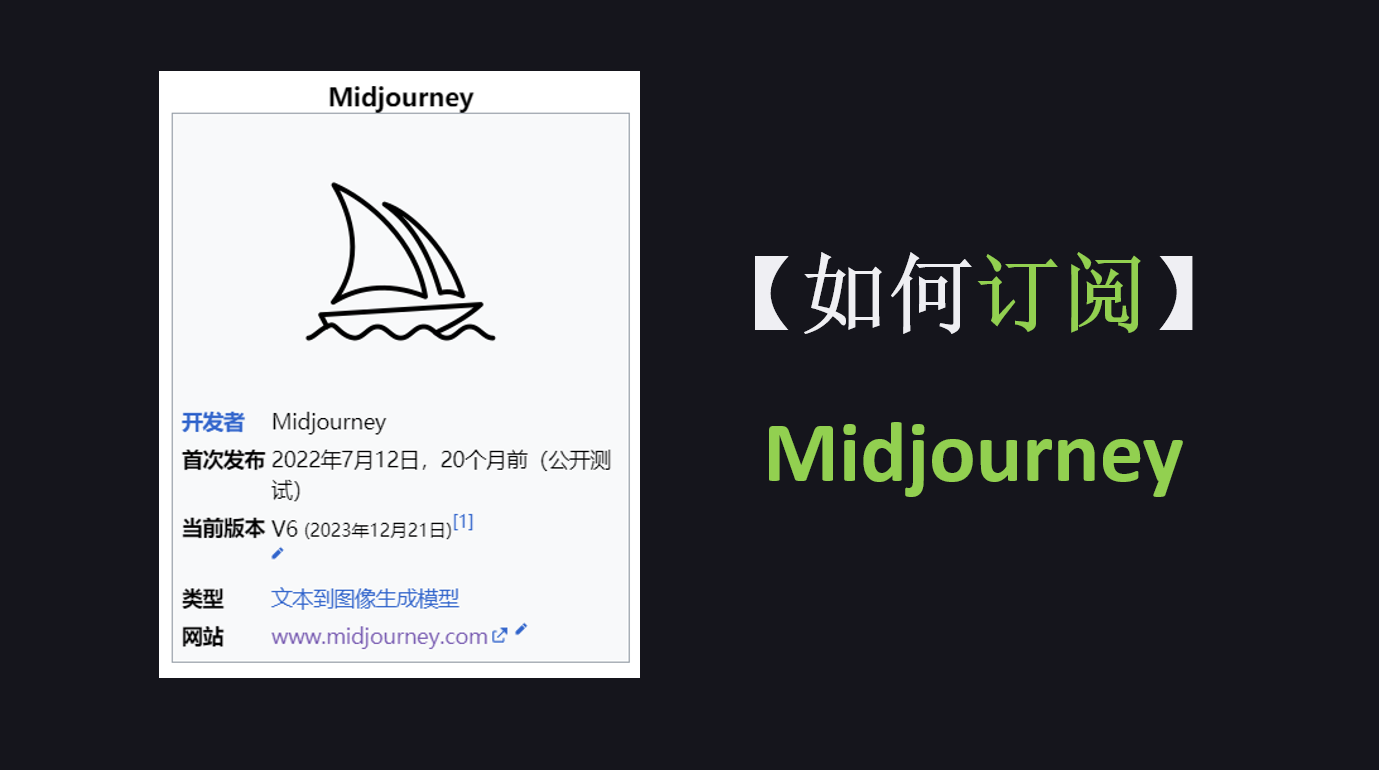 Midjourney
开发者 Midjourney
首次发布 2022年7月12日，20个月前（公开测
试）
当前版本 V6 (2023年12月21日)[1]
类型 文本到图像生成模型
网站 www.midjourney.com
【如何订阅】
Midjourney